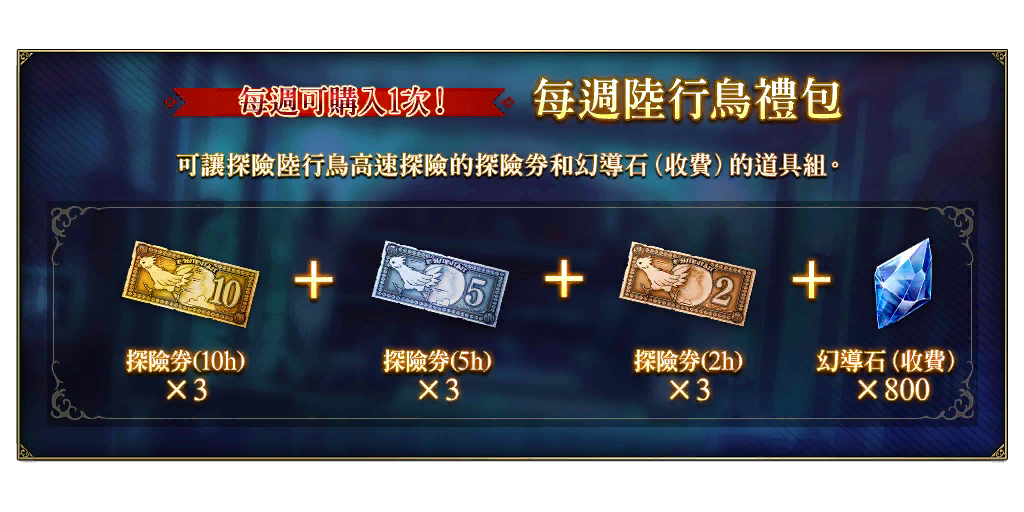 每週可購入1次!
每週陸行鳥禮包
可讓探險陸行鳥高速探險的探險券和幻導石(收費)的道具組。
10
5
2
探險券(10h)
×3
探險券(5h)
×3
探險券(2h)
×3
幻導石(收費)
×800